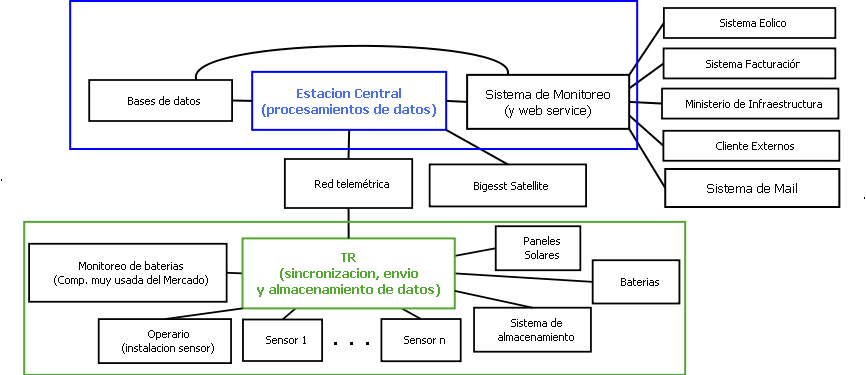 Sistema Eolico
Sistema Facturación
Ministerio de Infraestructura
Cliente Externos
Sistema de Mail
Bases de datos
Estacion Central
(procesamientos de datos)
Sistema de Monitoreo
(y web service)
Red telemétrica
Bigesst Satellite
TR
(sincronizacion, envio
y almacenamiento de datos)
Monitoreo de baterias
(Comp. muy usada del Mercado)
Paneles
Solares
Baterias
Operario
(instalacion sensor)
Sensor 1
. . .
Sensor n
Sistema de
almacenamiento